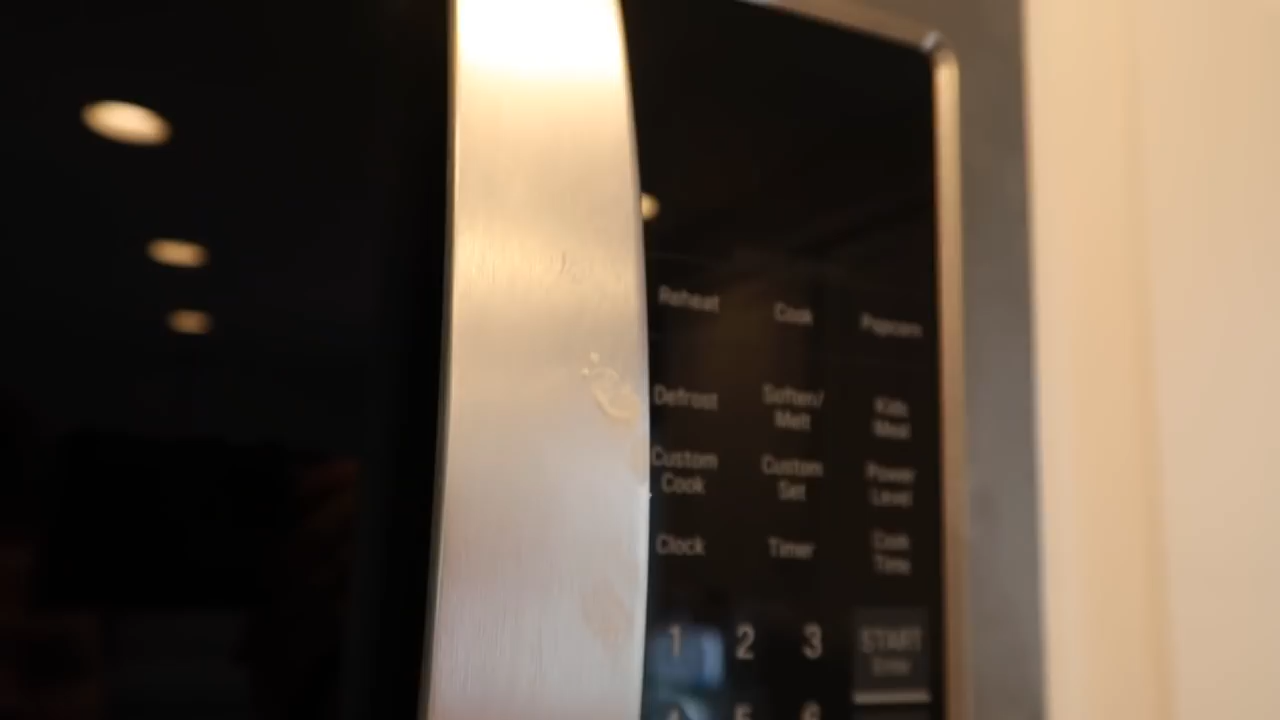 Reheat Cook Popcorn
Defrost Soften/ Melt Kids Meal
Custom Cook Custom Set Power Level
Clock Timer Cook Time
1 2 3 START
Enter